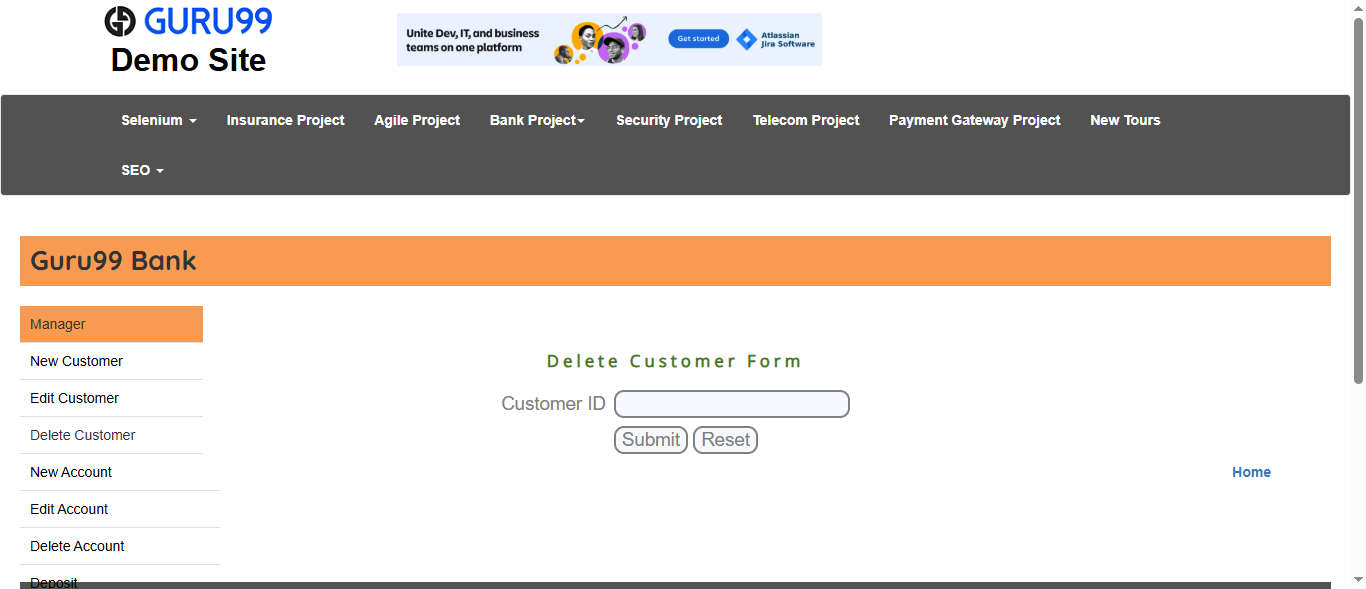 GURU99
Demo Site
Unite Dev, IT, and business
teams on one platform
Get started
Atlassian
Jira Software
Selenium
Insurance Project
Agile Project
Bank Project
Security Project
Telecom Project
Payment Gateway Project
New Tours
SEO
Guru99 Bank
Manager
New Customer
Edit Customer
Delete Customer
New Account
Edit Account
Delete Account
Deposit
Delete Customer Form
Customer ID
Submit Reset
Home